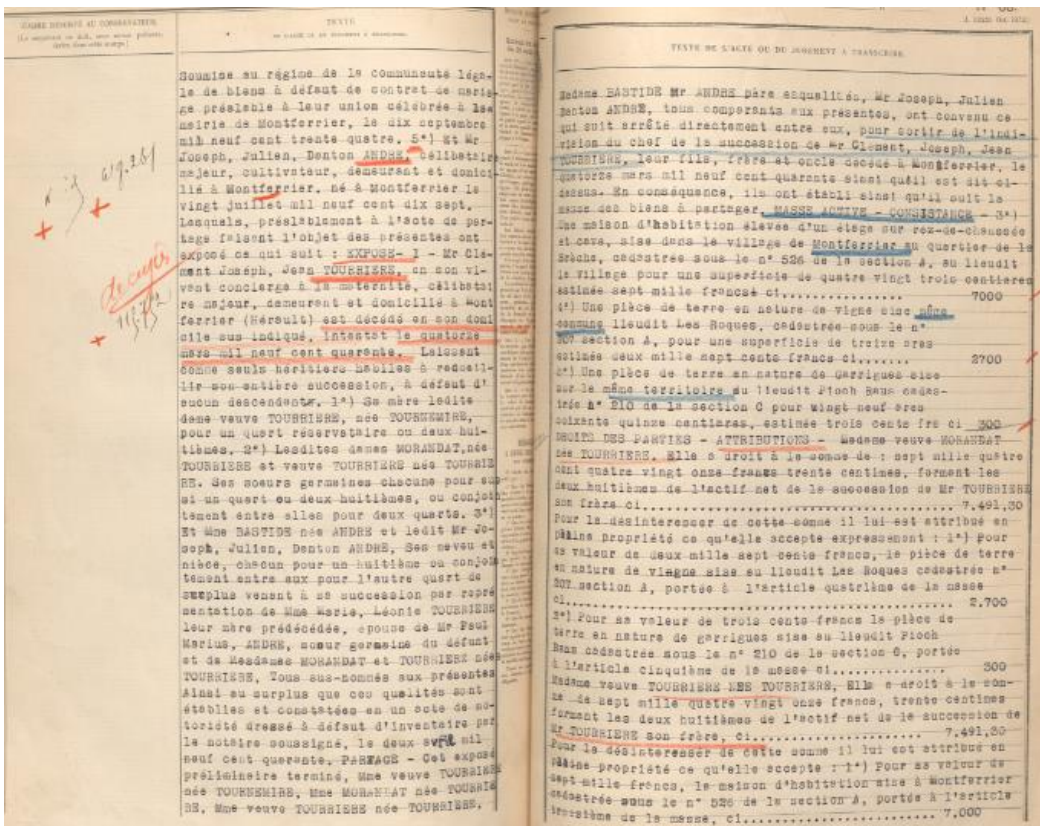 CADRE RÉSERVÉ AU CONSERVATEUR
TEXTE
Soumise au régime de la communauté léga-
le de biens à défaut de contrat de maria-
ge préalable à leur union célébrée à la
mairie de Montferrier, le dix septembre
mil neuf cent trente quatre. 5°) Et Mr
Joseph, Julien, Denton ANDRE, célibataire
majeur, cultivateur, demeurant et domici-
lié à Montferrier, né à Montferrier le
vingt juillet mil neuf cent dix sept.
Lesquels, préalablement à l'acte de par-
tage faisant l'objet des présentes ont
exposé ce qui suit : EXPOSE- 1 - Mr Clé-
ment Joseph, Jean TOURRIERE, en son vi-
vant concierge à la maternité, célibatai
re majeur, demeurant et domicilié à Mont
ferrier (Hérault) est décédé en son domi
cile sus indiqué, intestat le quatorze
mars mil neuf cent quarante. Laissant
comme seuls héritiers habiles à recueil-
lir son entière succession, à défaut d'
aucun descendants. 1°) Sa mère ledite
dame veuve TOURRIERE, née TOURNEMIRE,
pour un quart réservataire ou deux hui-
tièmes, 2°) Lesdites dames MORANDAT, née
TOURRIERE et veuve TOURRIERE née TOURRIE
RE. Ses soeurs germaines chacune pour
si un quart ou deux huitièmes, ou conjoin
tement entre elles pour deux quarts. 3°)
Et Mme BASTIDE née ANDRE et ledit Mr Jo-
seph, Julien, Denton ANDRE, Ses neveu et
nièce, chacun pour un huitième ou conjoin
tement entre eux pour l'autre quart de
surplus venant à sa succession par repré
sentation de Mme Marie, Léonie TOURRIERE
leur mère prédécédée, épouse de Mr Paul
Marius, ANDRE, soeur germaine du défunt
et de Mesdames MORANDAT et TOURRIERE née
TOURRIERE, Tous sus-nommés aux présentes
Ainsi au surplus que ces qualités sont
établies et constatées en un acte de no-
toriété dressé à défaut d'inventaire par
le notaire soussigné, le deux avril mil
neuf cent quarante. PARTAGE - Cet exposé
préliminaire terminé, Mme veuve TOURRIERE
née TOURNEMIRE, Mme MORANDAT née TOURRIE
RE, Mme veuve TOURRIERE née TOURRIERE,
TEXTE DE L'ACTE OU DU JUGEMENT A TRANSCRIRE
Madame BASTIDE Mr ANDRE père esqualités, Mr Joseph, Julien
Denton ANDRE, tous comparants aux présentes, ont convenu ce
qui suit arrêté directement entre eux, pour sortir de l'indi-
vision du chef de la succession de Mr Clément, Joseph, Jean
TOURRIERE, leur fils, frère et oncle décédé à Montferrier, le
quatorze mars mil neuf cent quarante ainsi qu'il est dit ci-
dessus. En conséquence, ils ont établi ainsi qu'il suit la
masse des biens à partager. MASSE ACTIVE - CONSISTANCE - 3°)
Une maison d'habitation élevée d'un étage sur rez-de-chaussée
et cave, sise dans le village de Montferrier au quartier de la
Brèche, cadastrée sous le n° 526 de la section A, au lieudit
le village pour une superficie de quatre vingt trois centiares
estimée sept mille francs ci............... 7000
4°) Une pièce de terre en nature de vigne sise même
commune lieudit Les Roques, cadastrée sous le n°
207 section A, pour une superficie de treize ares
estimée deux mille sept cents francs ci....... 2700
5°) Une pièce de terre en nature de Garrigues sise
sur le même territoire au lieudit Pioch Baus cadas-
trée n° 210 de la section C pour vingt neuf ares
soixante quinze centiares, estimée trois cents frs ci 300
DROITS DES PARTIES - ATTRIBUTIONS - Madame veuve MORANDAT
née TOURRIERE, Elle a droit à la somme de : sept mille quatre
cent quatre vingt onze francs trente centimes, formant les
deux huitièmes de l'actif net de la succession de Mr TOURRIERE
son frère ci................................... 7.491,30
Pour la désintéresser de cette somme il lui est attribué en
pleine propriété ce qu'elle accepte expressément : 1°) Pour
sa valeur de deux mille sept cents francs, la pièce de terre
en nature de viegne sise au lieudit Les Roques cadastrée n°
207 section A, portée à l'article quatrième de la masse
ci............................................. 2.700
2°) Pour sa valeur de trois cents francs la pièce de
terre en nature de garrigues sise au lieudit Pioch
Baus cadastrée sous le n° 210 de la section C, portée
à l'article cinquième de la masse ci............. 300
Madame veuve TOURRIERE NEE TOURRIERE, Elle a droit à la som-
me de sept mille quatre vingt onze francs, trente centimes
formant les deux huitièmes de l'actif net de la succession de
Mr TOURRIERE son frère, ci................... 7.491,30
Pour la désintéresser de cette somme il lui est attribué en
pleine propriété ce qu'elle accepte : 1°) Pour sa valeur de
sept mille francs, la maison d'habitation sise à Montferrier
cadastrée sous le n° 526 de la section A, portée à l'article
troisième de la masse, ci..................... 7.000